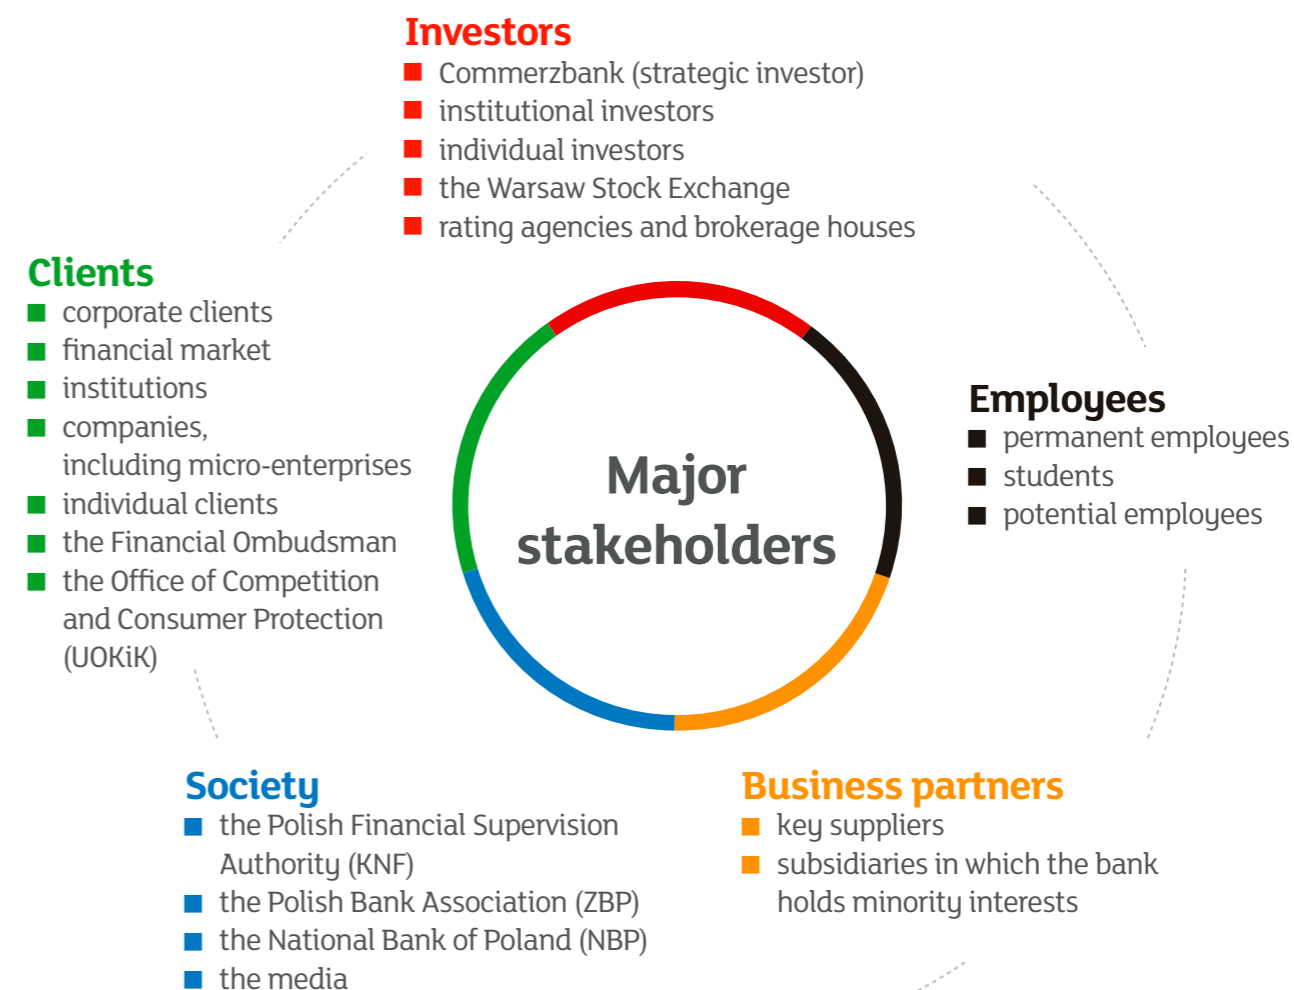 Investors
Commerzbank (strategic investor)
institutional investors
individual investors
the Warsaw Stock Exchange
rating agencies and brokerage houses
Clients
corporate clients
financial market
institutions
companies,
including micro-enterprises
individual clients
the Financial Ombudsman
the Office of Competition
and Consumer Protection
(UOKiK)
Major
stakeholders
Employees
permanent employees
students
potential employees
Society
the Polish Financial Supervision
Authority (KNF)
the Polish Bank Association (ZBP)
the National Bank of Poland (NBP)
the media
Business partners
key suppliers
subsidiaries in which the bank
holds minority interests